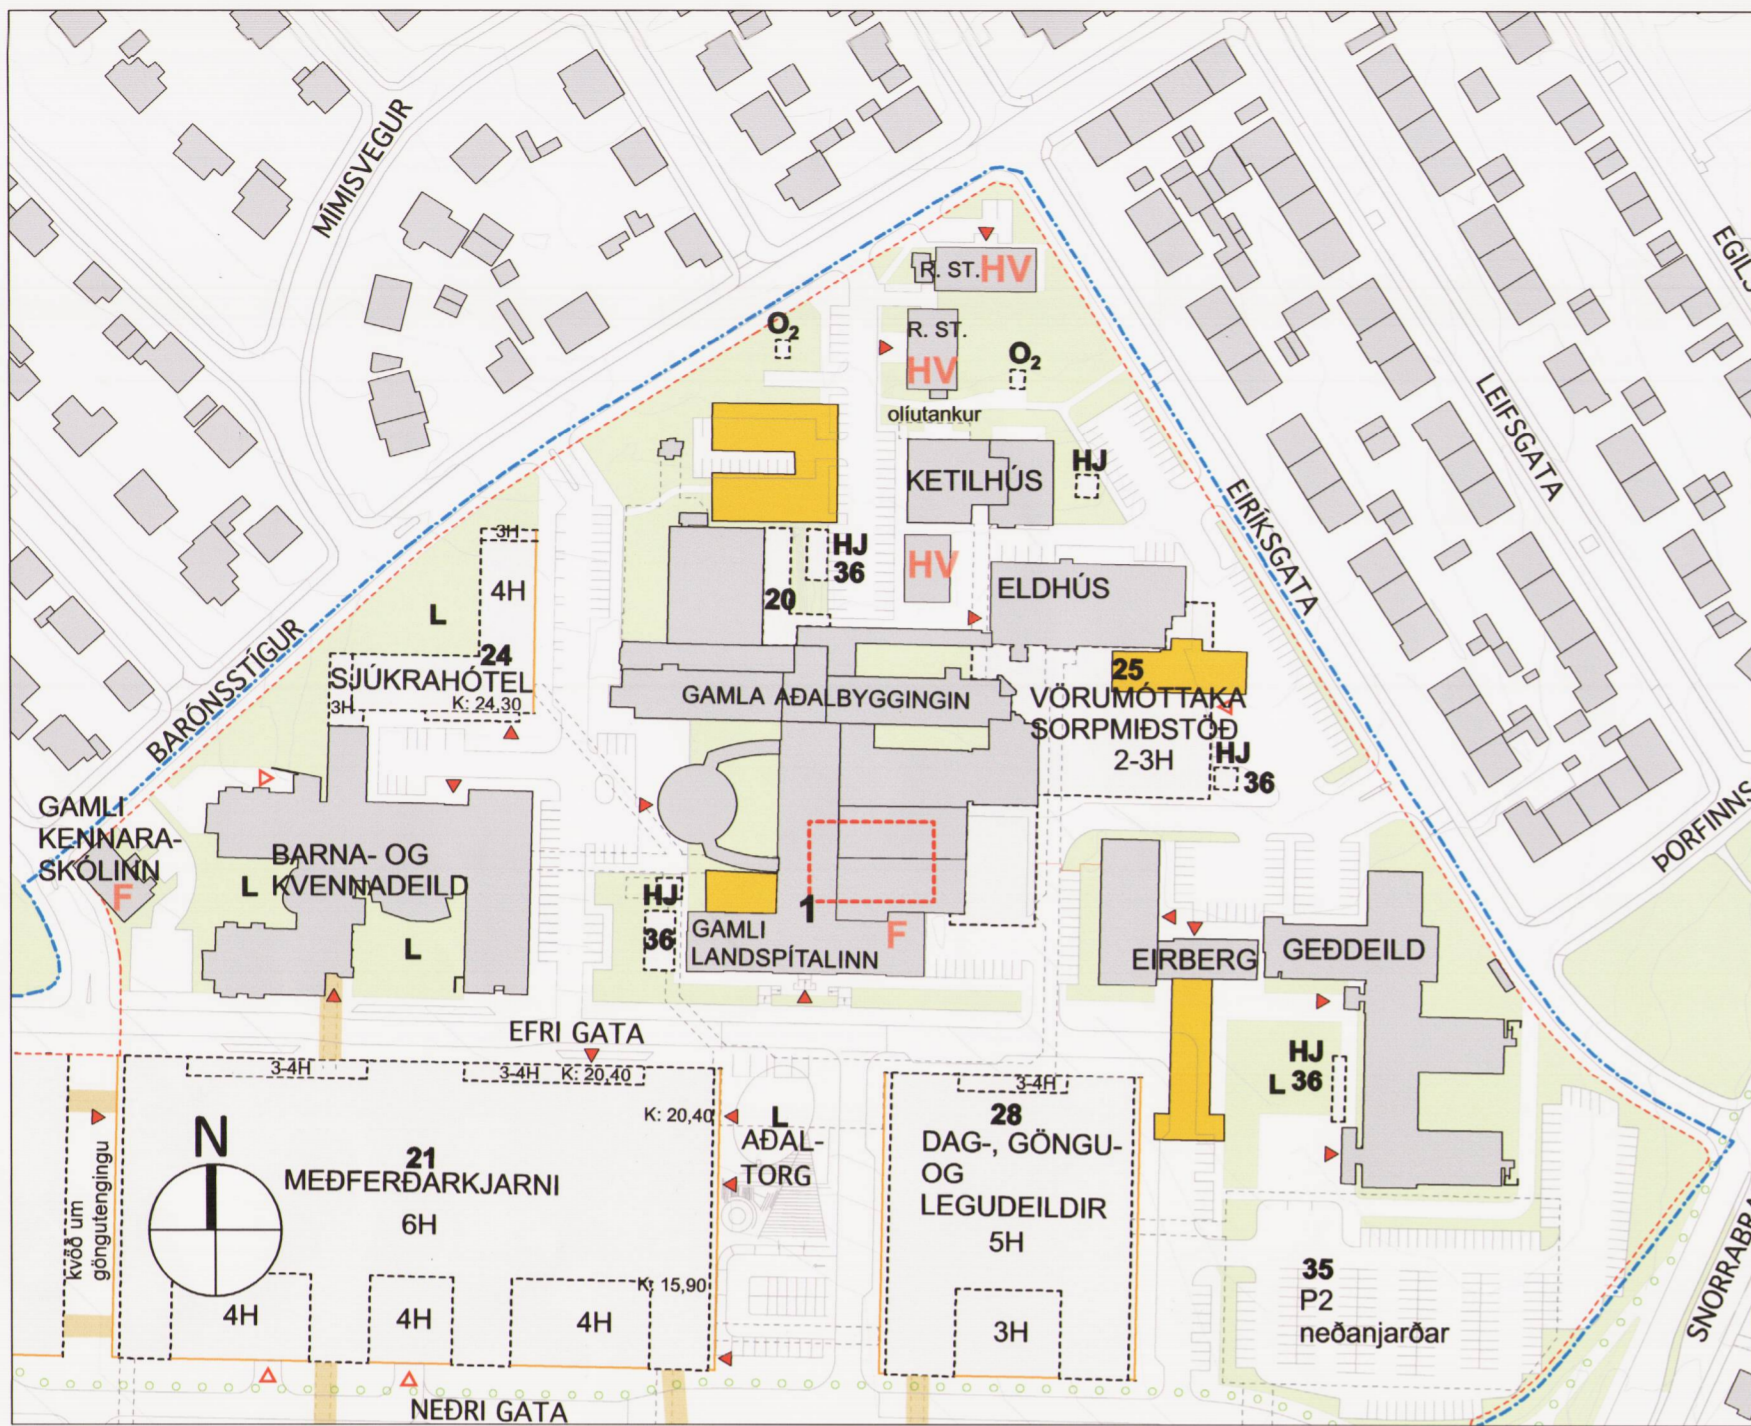 MÍMISVEGUR
R. ST. HV
O2
R. ST.
HV
O2
olíutankur
KETILHÚS
HJ
LEIFSGATA
EIRÍKSGATA
3H
4H
L
24
SJÚKRAHÓTEL
3H
K: 24,30
BARÓNSSTÍGUR
HJ
36
20
HV
ELDHÚS
25
VÖRUMÓTTAKA
SORPMIÐSTÖÐ
2-3H
HJ
36
GAMLA AÐALBYGGINGIN
GAMLI
KENNARA-
SKÓLINN
F
BARNA- OG
KVENNADEILD
L
L
HJ
36
1
GAMLI
LANDSPÍTALINN
F
EIRBERG
GEÐDEILD
HJ
36
L
EFRI GATA
3-4H
3-4H
K: 20,40
K: 20,40
L
AÐAL-
TORG
3-4H
28
DAG-, GÖNGU-
OG
LEGUDEILDIR
5H
3H
kvöð um
göngutengingu
N
21
MEÐFERÐARKJARNI
6H
K: 15,90
4H
4H
4H
35
P2
neðanjarðar
NEÐRI GATA